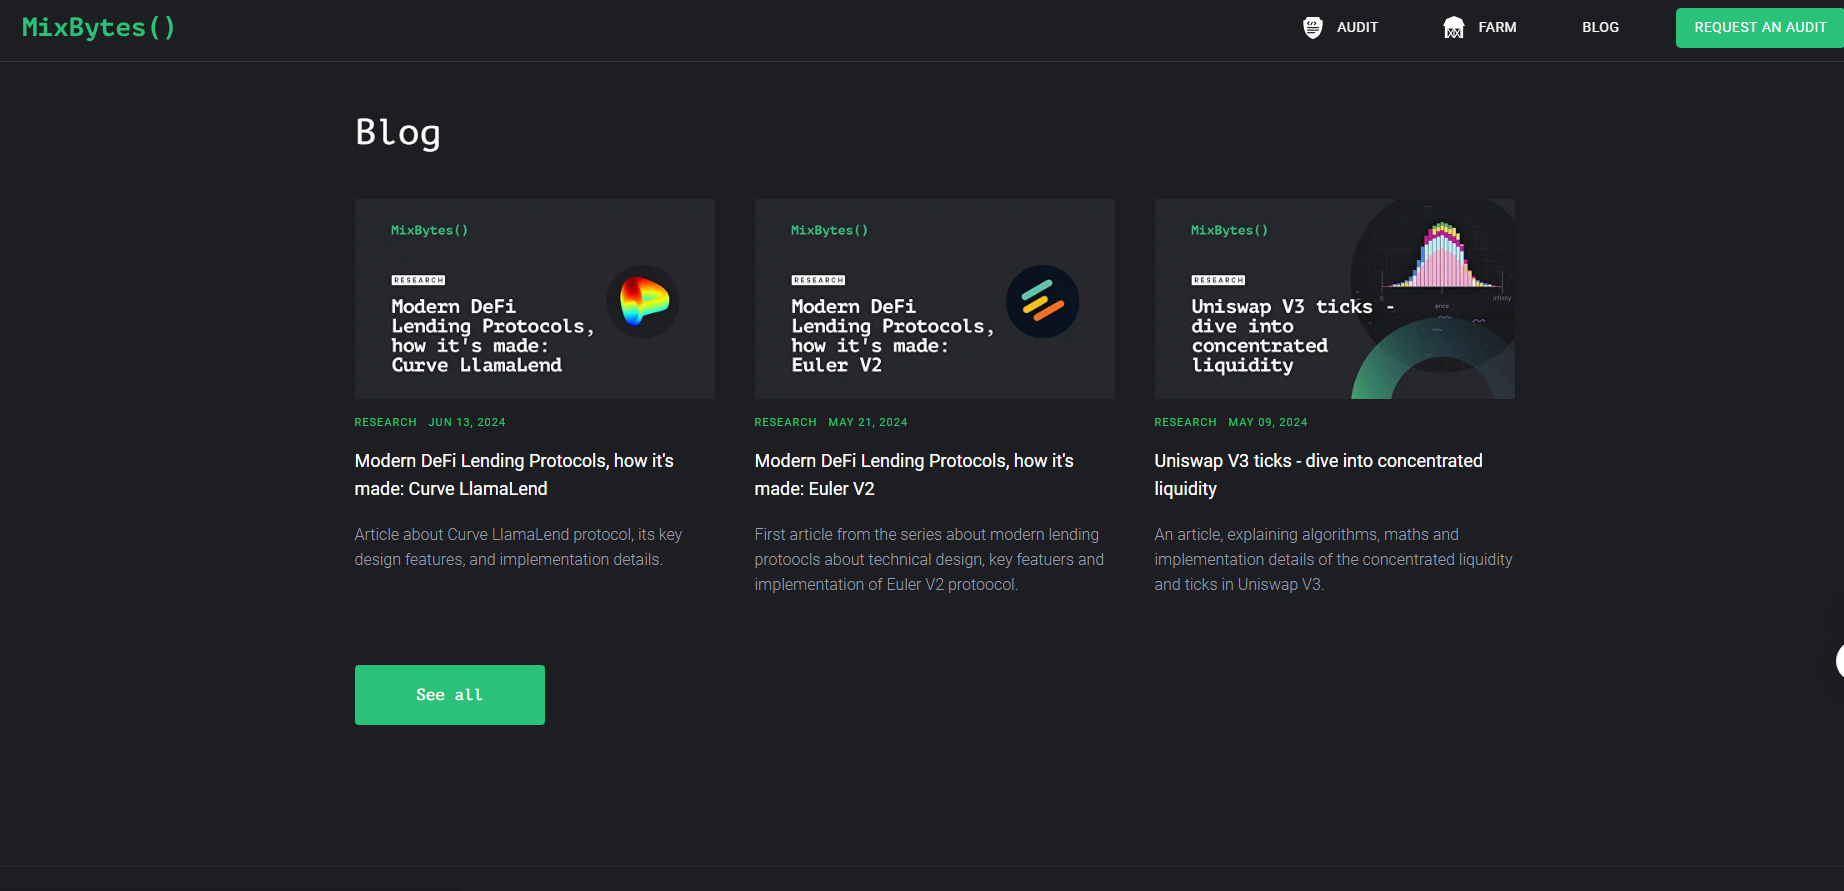 MixBytes()
AUDIT
FARM
BLOG
REQUEST AN AUDIT
Blog
MixBytes()
RESEARCH
Modern DeFi
Lending Protocols,
how it's made:
Curve LlamaLend
RESEARCH JUN 13, 2024
Modern DeFi Lending Protocols, how it's
made: Curve LlamaLend
Article about Curve LlamaLend protocol, its key
design features, and implementation details.
MixBytes()
RESEARCH
Modern DeFi
Lending Protocols,
how it's made:
Euler V2
RESEARCH MAY 21, 2024
Modern DeFi Lending Protocols, how it's
made: Euler V2
First article from the series about modern lending
protoocls about technical design, key featuers and
implementation of Euler V2 protoocol.
MixBytes()
RESEARCH
Uniswap V3 ticks -
dive into
concentrated
liquidity
0
price
infinity
RESEARCH MAY 09, 2024
Uniswap V3 ticks - dive into concentrated
liquidity
An article, explaining algorithms, maths and
implementation details of the concentrated liquidity
and ticks in Uniswap V3.
See all